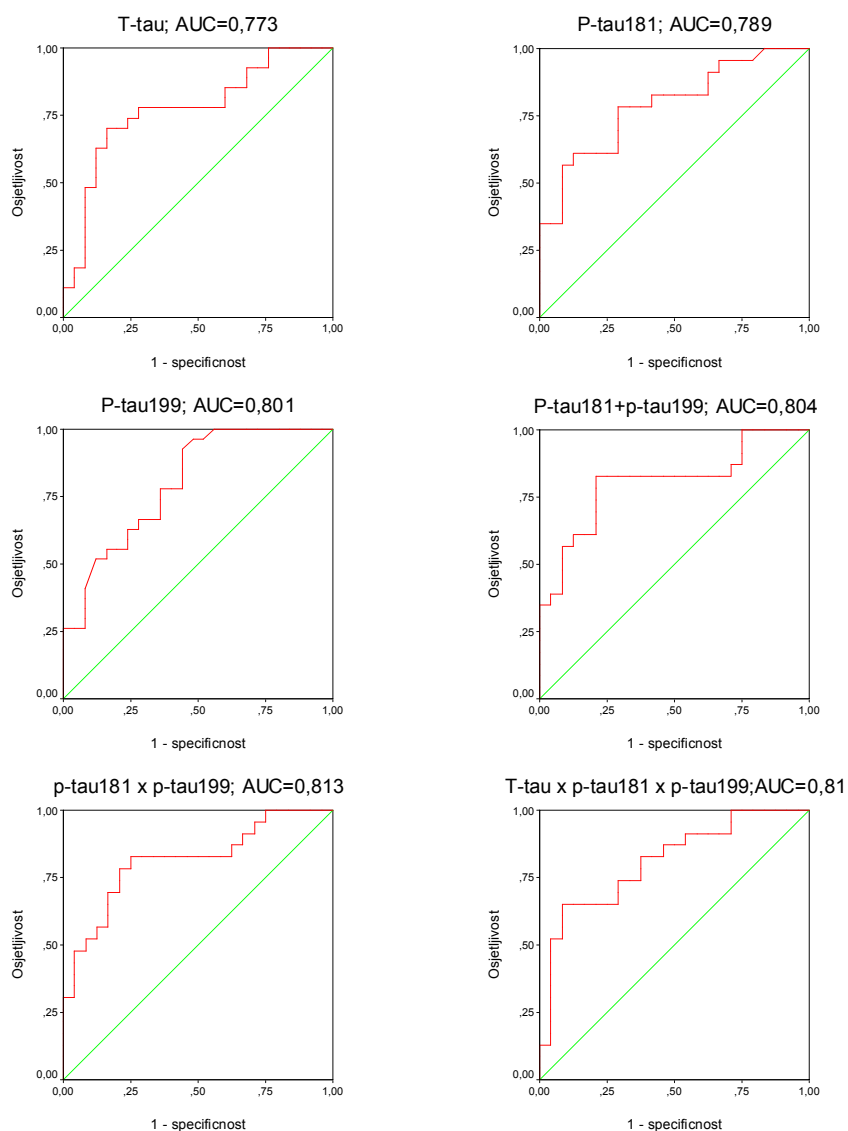 T-tau; AUC=0,773
1,00
,75
,50
,25
0,00
Osjetljivost
0,00 ,25 ,50 ,75 1,00
1 - specificnost
P-tau181; AUC=0,789
1,00
,75
,50
,25
0,00
Osjetljivost
0,00 ,25 ,50 ,75 1,00
1 - specificnost
P-tau199; AUC=0,801
1,00
,75
,50
,25
0,00
Osjetljivost
0,00 ,25 ,50 ,75 1,00
1 - specificnost
P-tau181+p-tau199; AUC=0,804
1,00
,75
,50
,25
0,00
Osjetljivost
0,00 ,25 ,50 ,75 1,00
1 - specificnost
p-tau181 x p-tau199; AUC=0,813
1,00
,75
,50
,25
0,00
Osjetljivost
0,00 ,25 ,50 ,75 1,00
1 - specificnost
T-tau x p-tau181 x p-tau199;AUC=0,81
1,00
,75
,50
,25
0,00
Osjetljivost
0,00 ,25 ,50 ,75 1,00
1 - specificnost